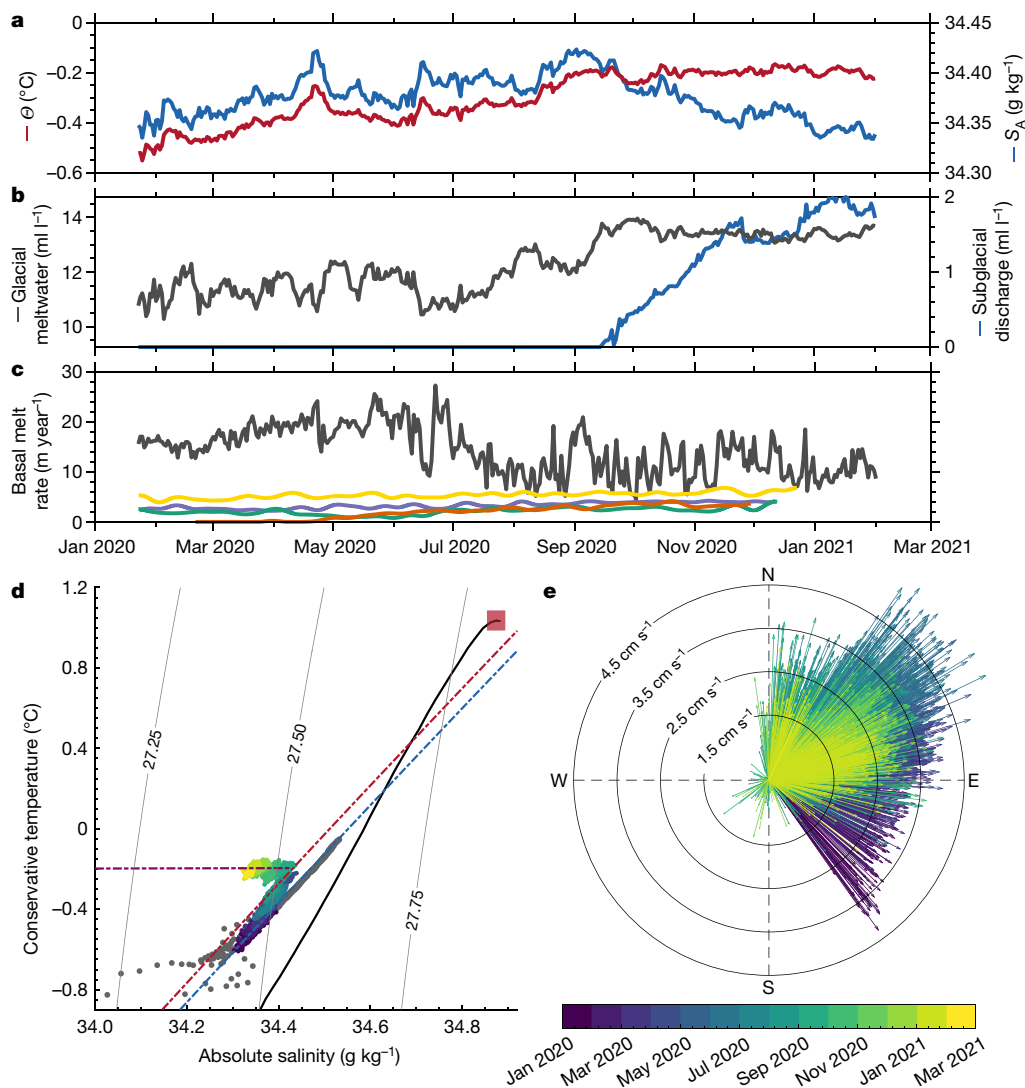 a
0
−0.2
−0.4
−0.6
— Θ (°C)
34.45
34.40
34.35
34.30
— S_A (g kg⁻¹)
b
14
12
10
— Glacial
meltwater (ml l⁻¹)
2
1
0
— Subglacial
discharge (ml l⁻¹)
c
30
20
10
0
Basal melt
rate (m year⁻¹)
Jan 2020 Mar 2020 May 2020 Jul 2020 Sep 2020 Nov 2020 Jan 2021 Mar 2021
d
1.2
0.8
0.4
0
−0.4
−0.8
Conservative temperature (°C)
27.25
27.50
27.75
34.0 34.2 34.4 34.6 34.8
Absolute salinity (g kg⁻¹)
e
N
4.5 cm s⁻¹
3.5 cm s⁻¹
2.5 cm s⁻¹
1.5 cm s⁻¹
W
E
S
Jan 2020 Mar 2020 May 2020 Jul 2020 Sep 2020 Nov 2020 Jan 2021 Mar 2021